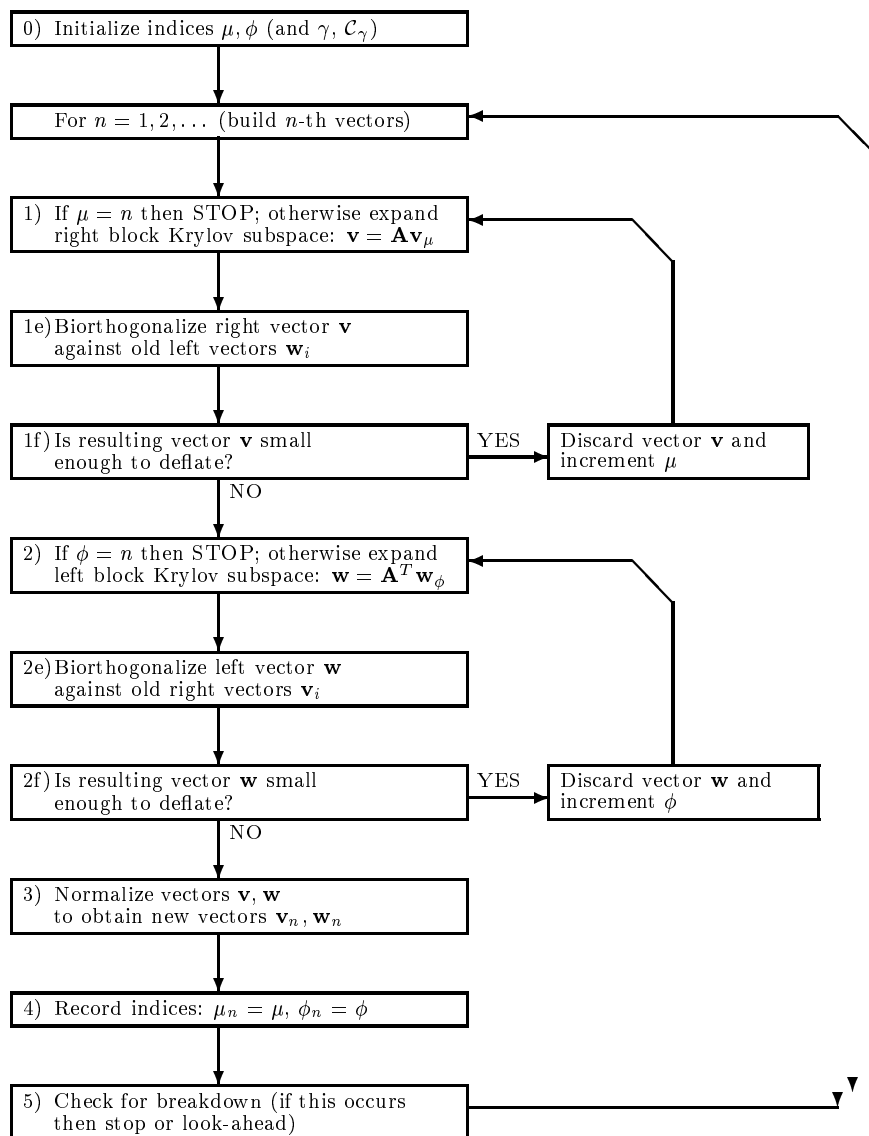 0) Initialize indices μ, ϕ (and γ, 𝒞_γ)
For n = 1, 2, . . . (build n-th vectors)
1) If μ = n then STOP; otherwise expand
right block Krylov subspace: v = Av_μ
1e) Biorthogonalize right vector v
against old left vectors w_i
1f) Is resulting vector v small
enough to deflate?
YES
Discard vector v and
increment μ
NO
2) If ϕ = n then STOP; otherwise expand
left block Krylov subspace: w = A^T w_ϕ
2e) Biorthogonalize left vector w
against old right vectors v_i
2f) Is resulting vector w small
enough to deflate?
YES
Discard vector w and
increment ϕ
NO
3) Normalize vectors v, w
to obtain new vectors v_n, w_n
4) Record indices: μ_n = μ, ϕ_n = ϕ
5) Check for breakdown (if this occurs
then stop or look-ahead)